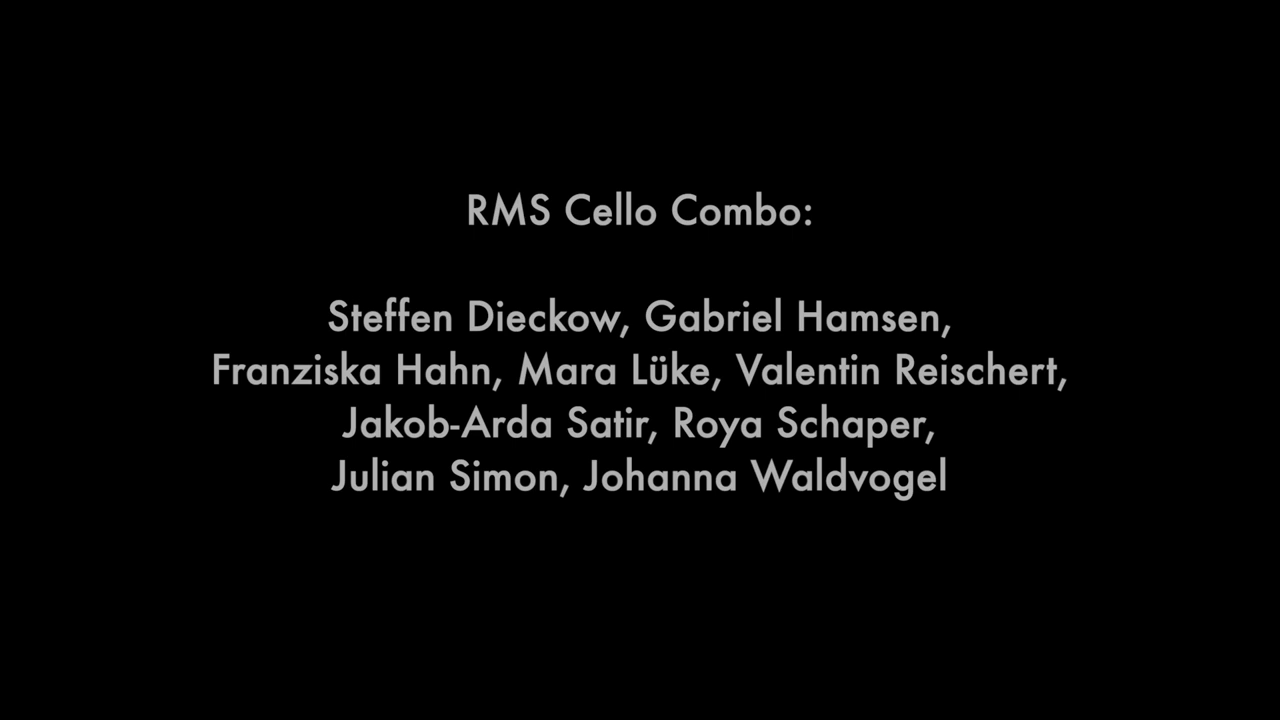 RMS Cello Combo:
Steffen Dieckow, Gabriel Hamsen,
Franziska Hahn, Mara Lüke, Valentin Reischert,
Jakob-Arda Satir, Roya Schaper,
Julian Simon, Johanna Waldvogel